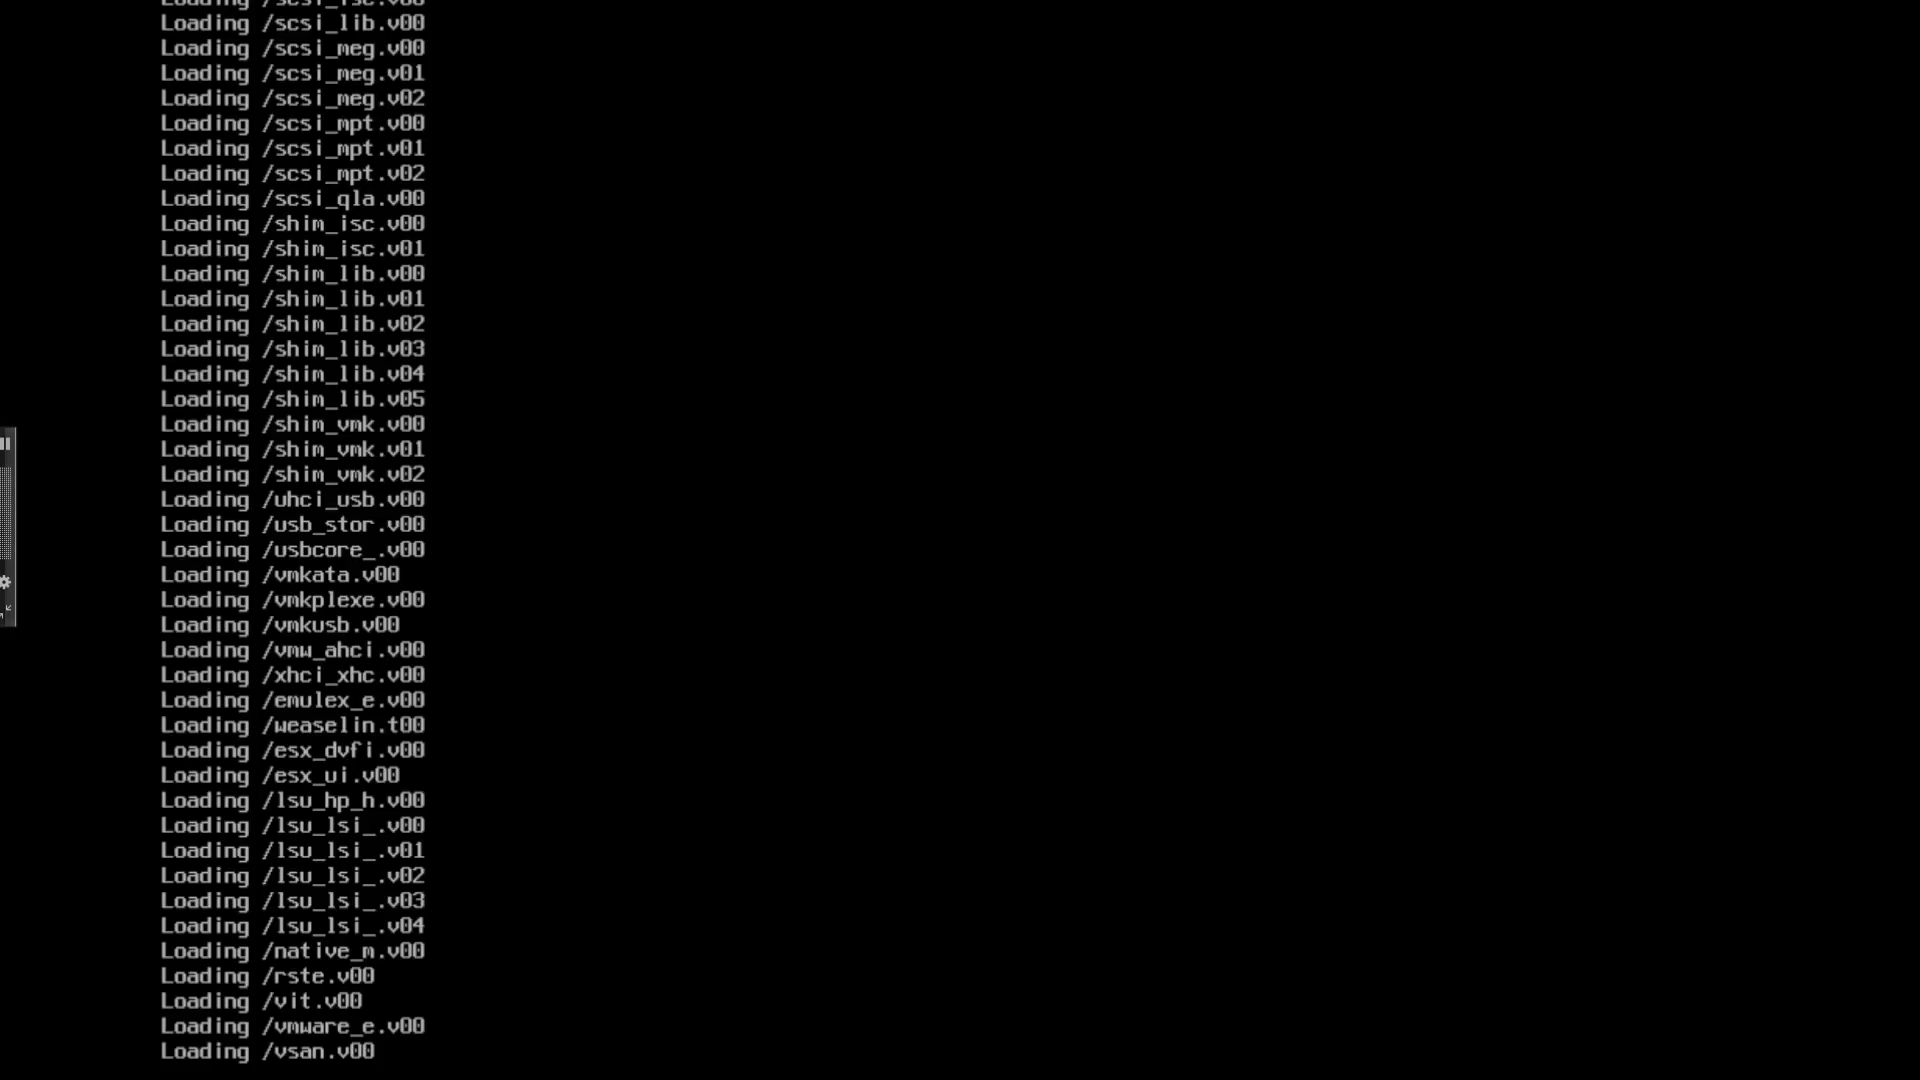 Loading /scsi_lib.v00
Loading /scsi_meg.v00
Loading /scsi_meg.v01
Loading /scsi_meg.v02
Loading /scsi_mpt.v00
Loading /scsi_mpt.v01
Loading /scsi_mpt.v02
Loading /scsi_qla.v00
Loading /shim_isc.v00
Loading /shim_isc.v01
Loading /shim_lib.v00
Loading /shim_lib.v01
Loading /shim_lib.v02
Loading /shim_lib.v03
Loading /shim_lib.v04
Loading /shim_lib.v05
Loading /shim_vmk.v00
Loading /shim_vmk.v01
Loading /shim_vmk.v02
Loading /uhci_usb.v00
Loading /usb_stor.v00
Loading /usbcore_.v00
Loading /vmkata.v00
Loading /vmkplexe.v00
Loading /vmkusb.v00
Loading /vmw_ahci.v00
Loading /xhci_xhc.v00
Loading /emulex_e.v00
Loading /weaselin.t00
Loading /esx_dvfi.v00
Loading /esx_ui.v00
Loading /lsu_hp_h.v00
Loading /lsu_lsi_.v00
Loading /lsu_lsi_.v01
Loading /lsu_lsi_.v02
Loading /lsu_lsi_.v03
Loading /lsu_lsi_.v04
Loading /native_m.v00
Loading /rste.v00
Loading /vit.v00
Loading /vmware_e.v00
Loading /vsan.v00